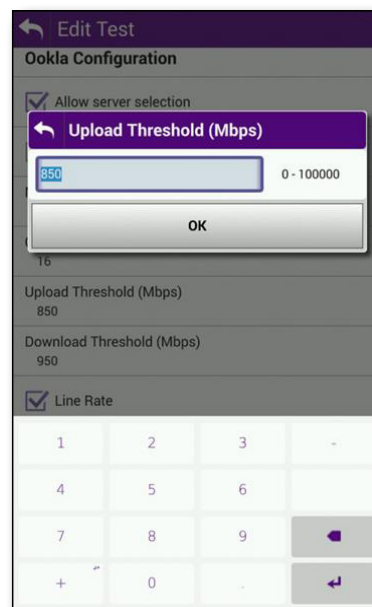 Edit Test
Ookla Configuration
Allow server selection
Upload Threshold (Mbps)
850
0 - 100000
OK
16
Upload Threshold (Mbps)
850
Download Threshold (Mbps)
950
Line Rate
1 2 3 -
4 5 6
7 8 9
+ 0 .